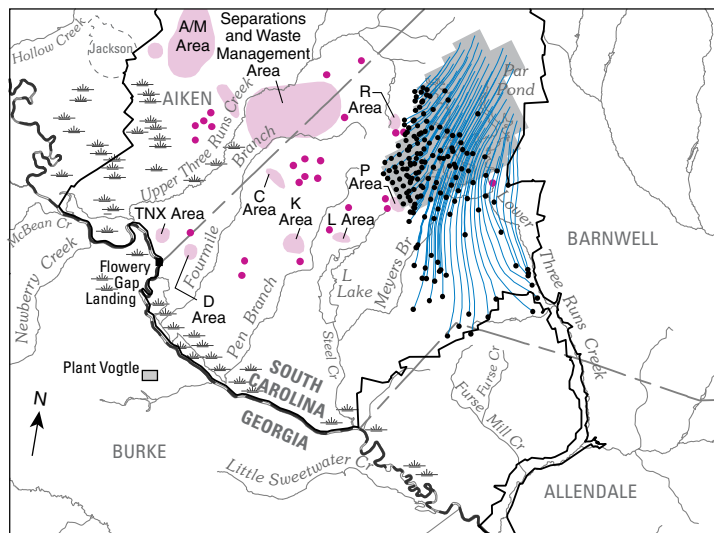 Hollow Creek
Jackson
A/M
Area
Separations and Waste
Management
Area
AIKEN
R
Area
Par
Pond
Upper Three Runs Creek
Branch
Fourmile
P
Area
C
Area
K
Area
L Area
TNX Area
McBean Cr
Newberry Creek
Flowery
Gap
Landing
D
Area
L
Lake
Meyers Br
Lower
Three Runs Creek
BARNWELL
Pen Branch
Steel Cr
Plant Vogtle
SOUTH
CAROLINA
GEORGIA
Furse Cr
Furse Mill Cr
N
BURKE
Little Sweetwater Cr
ALLENDALE